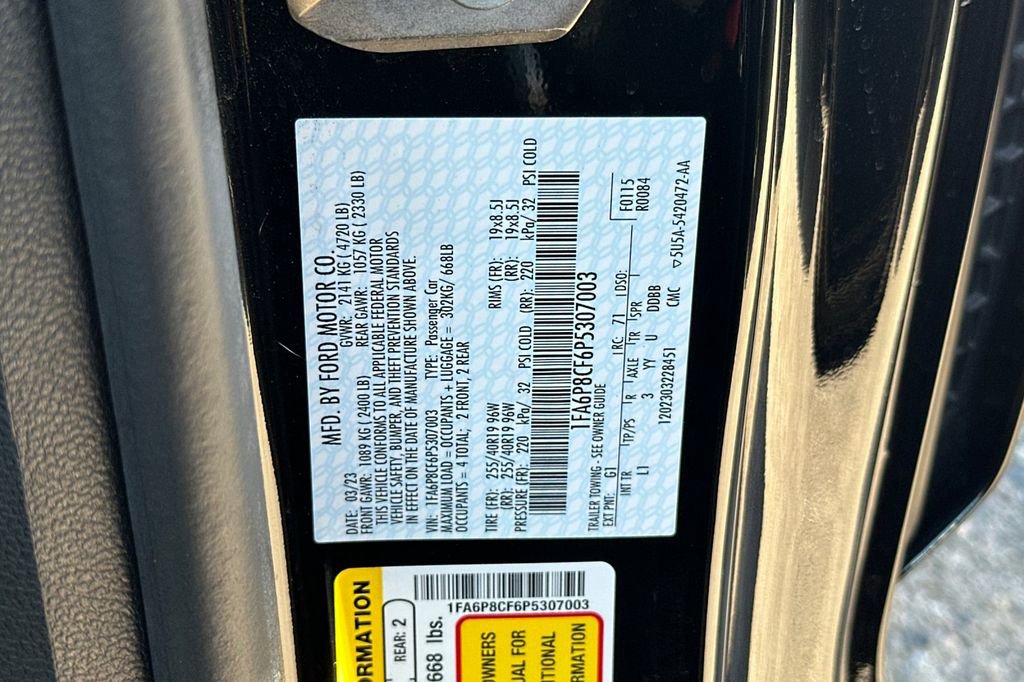 MFD. BY FORD MOTOR CO.
DATE: 03/23 GVWR: 2141 KG ( 4720 LB)
FRONT GAWR: 1089 KG ( 2400 LB) REAR GAWR: 1057 KG ( 2330 LB)
THIS VEHICLE CONFORMS TO ALL APPLICABLE FEDERAL MOTOR
VEHICLE SAFETY, BUMPER, AND THEFT PREVENTION STANDARDS
IN EFFECT ON THE DATE OF MANUFACTURE SHOWN ABOVE.
VIN: 1FA6P8CF6P5307003 TYPE: Passenger Car
MAXIMUM LOAD = OCCUPANTS + LUGGAGE = 302KG/ 668LB
OCCUPANTS = 4 TOTAL; 2 FRONT, 2 REAR
TIRE (FR): 255/40R19 96W RIMS (FR): 19x8.5J
(RR): 255/40R19 96W (RR): 19x8.5J
PRESSURE (FR): 220 kPa/ 32 PSI COLD (RR): 220 kPa/ 32 PSI COLD
1FA6P8CF6P5307003
TRAILER TOWING - SEE OWNER GUIDE F0115
EXT PNT: G1 RC: 71 DSO: R0084
INT TR TP/PS R AXLE TR SPR
L1 3 YY U DDBB
1202303228451 CMC ▽5U5A-5420472-AA
ORMATION
REAR: 2
668 lbs.
1FA6P8CF6P5307003
OWNERS
UAL FOR
ITIONAL
RMATION